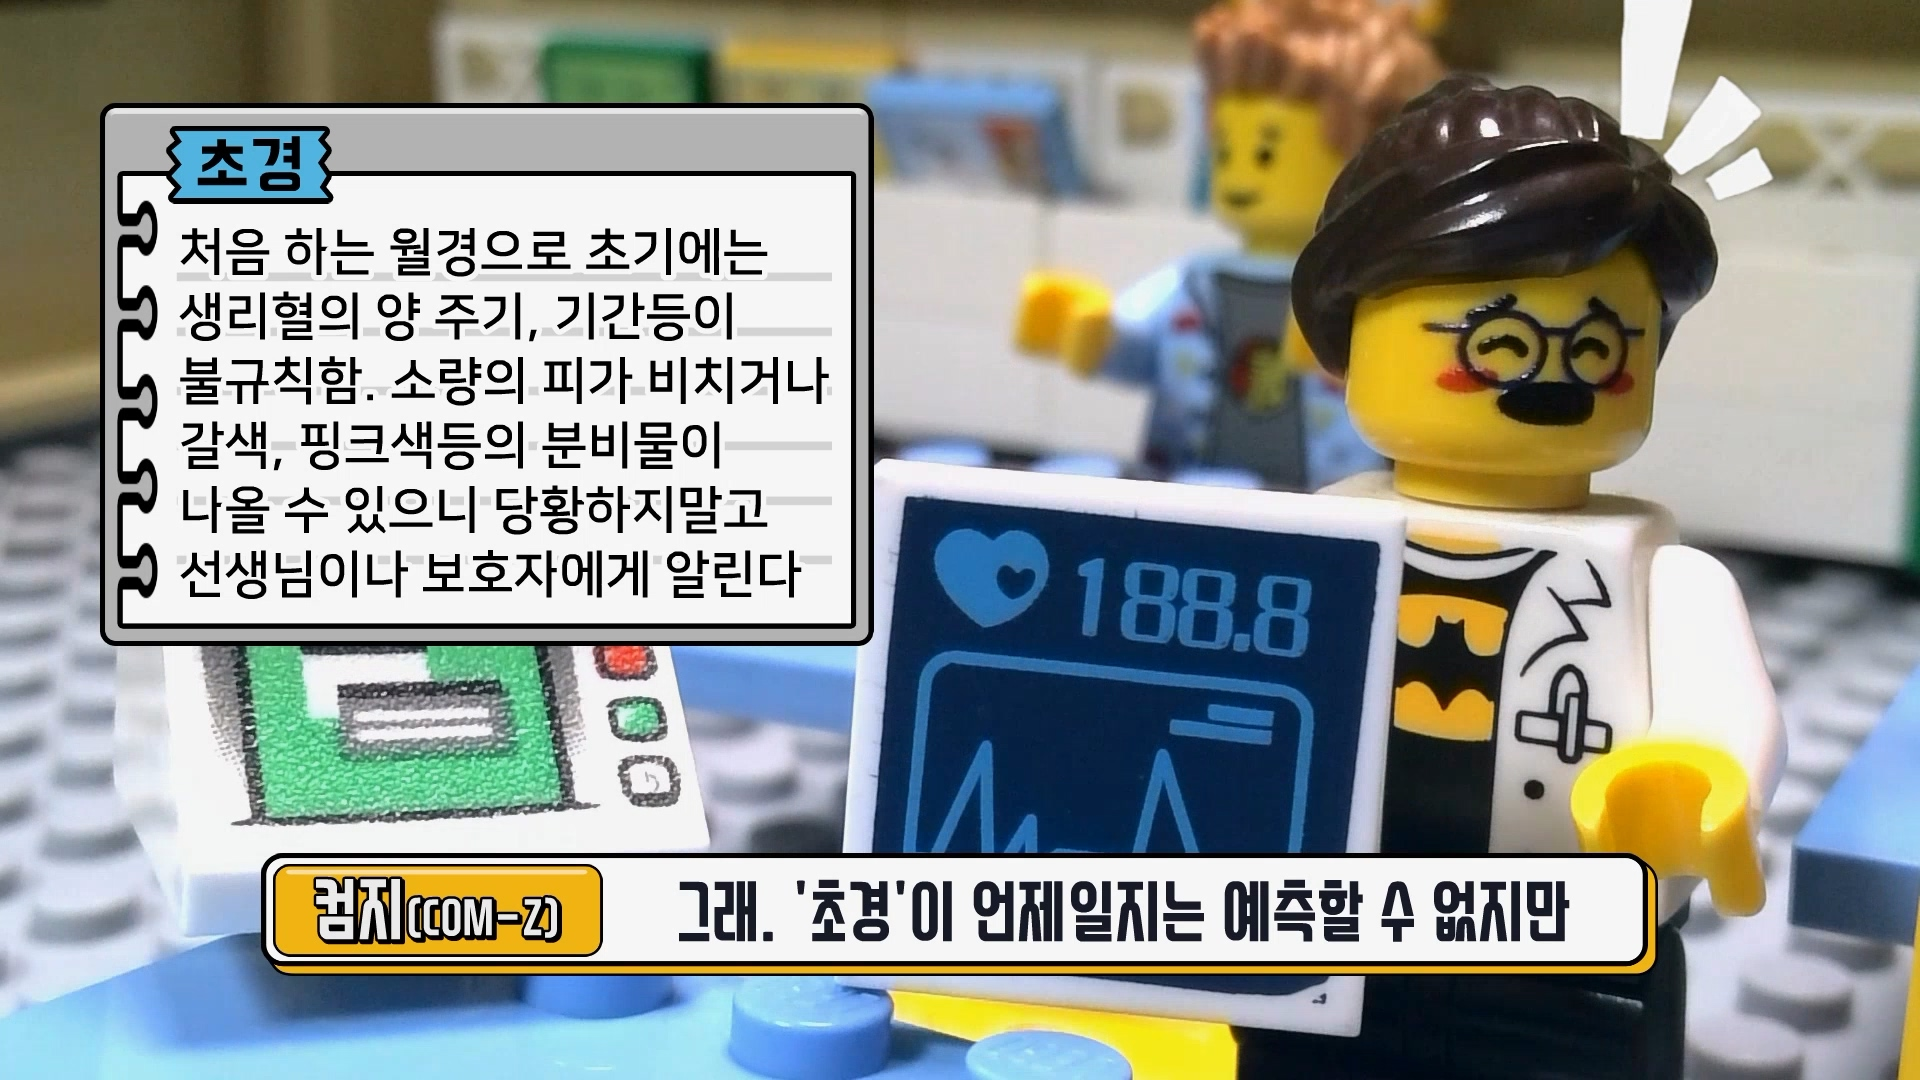 초경
처음 하는 월경으로 초기에는
생리혈의 양 주기, 기간등이
불규칙함. 소량의 피가 비치거나
갈색, 핑크색등의 분비물이
나올 수 있으니 당황하지말고
선생님이나 보호자에게 알린다
188.8
컴지(COM-Z)
그래. '초경'이 언제일지는 예측할 수 없지만